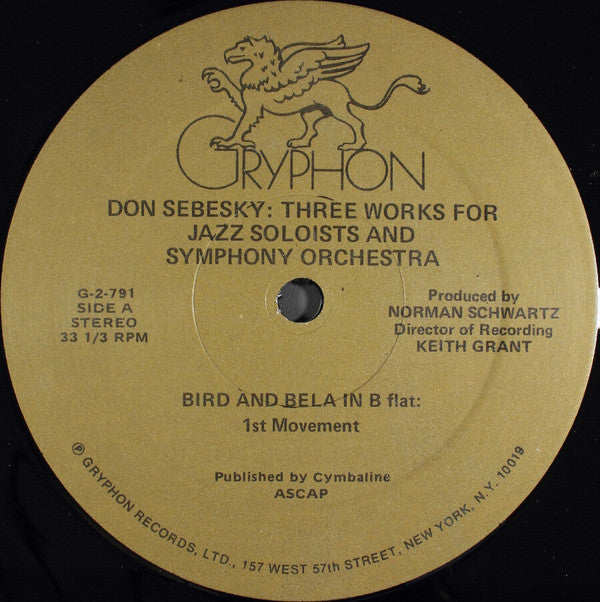 GRYPHON
DON SEBESKY: THREE WORKS FOR
JAZZ SOLOISTS AND
SYMPHONY ORCHESTRA
G-2-791
SIDE A
STEREO
33 1/3 RPM
Produced by
NORMAN SCHWARTZ
Director of Recording
KEITH GRANT
BIRD AND BELA IN B flat:
1st Movement
Published by Cymbaline
ASCAP
℗ GRYPHON RECORDS, LTD., 157 WEST 57th STREET, NEW YORK, N.Y. 10019